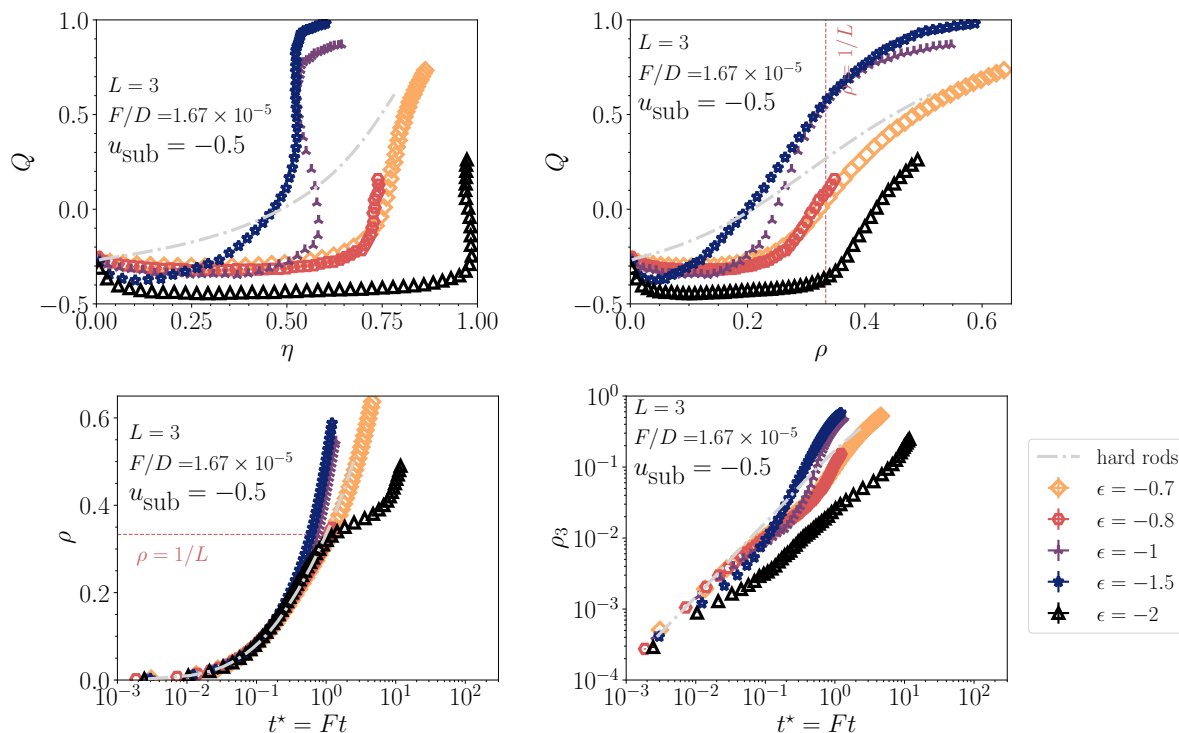 1.0
0.5
0.0
−0.5
Q
L = 3
F/D =1.67 × 10⁻⁵
u_sub = −0.5
0.00
0.25
0.50
0.75
1.00
η
1.0
0.5
0.0
−0.5
Q
L = 3
F/D =1.67 × 10⁻⁵
u_sub = −0.5
ρ = 1/L
0.0
0.2
0.4
0.6
ρ
0.6
0.4
0.2
0.0
ρ
L = 3
F/D =1.67 × 10⁻⁵
u_sub = −0.5
ρ = 1/L
10⁻³
10⁻²
10⁻¹
10⁰
10¹
10²
t* = Ft
10⁰
10⁻¹
10⁻²
10⁻³
10⁻⁴
ρ₃
L = 3
F/D =1.67 × 10⁻⁵
u_sub = −0.5
10⁻³
10⁻²
10⁻¹
10⁰
10¹
10²
t* = Ft
hard rods
ϵ = −0.7
ϵ = −0.8
ϵ = −1
ϵ = −1.5
ϵ = −2